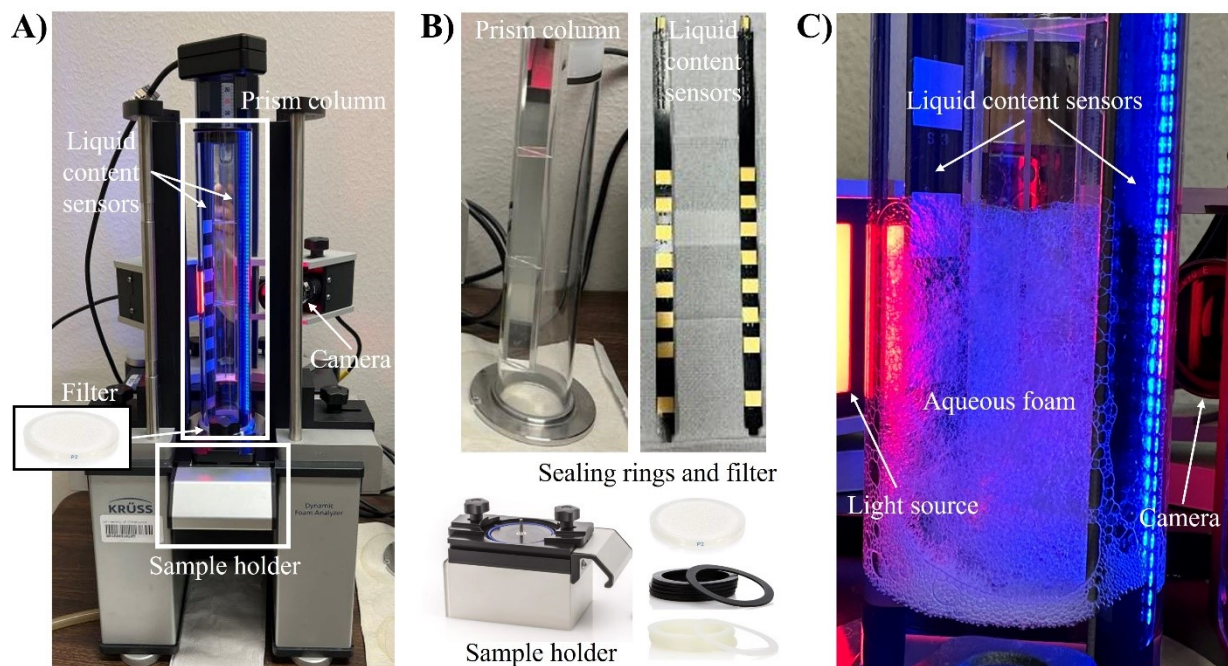 A)
Prism column
Liquid
content
sensors
Camera
Filter
P2
KRÜSS
Dynamic
Foam Analyzer
Sample holder
B)
Prism column
Liquid
content
sensors
Sealing rings and filter
P2
Sample holder
C)
Liquid content sensors
S 3
Aqueous foam
Light source
Camera